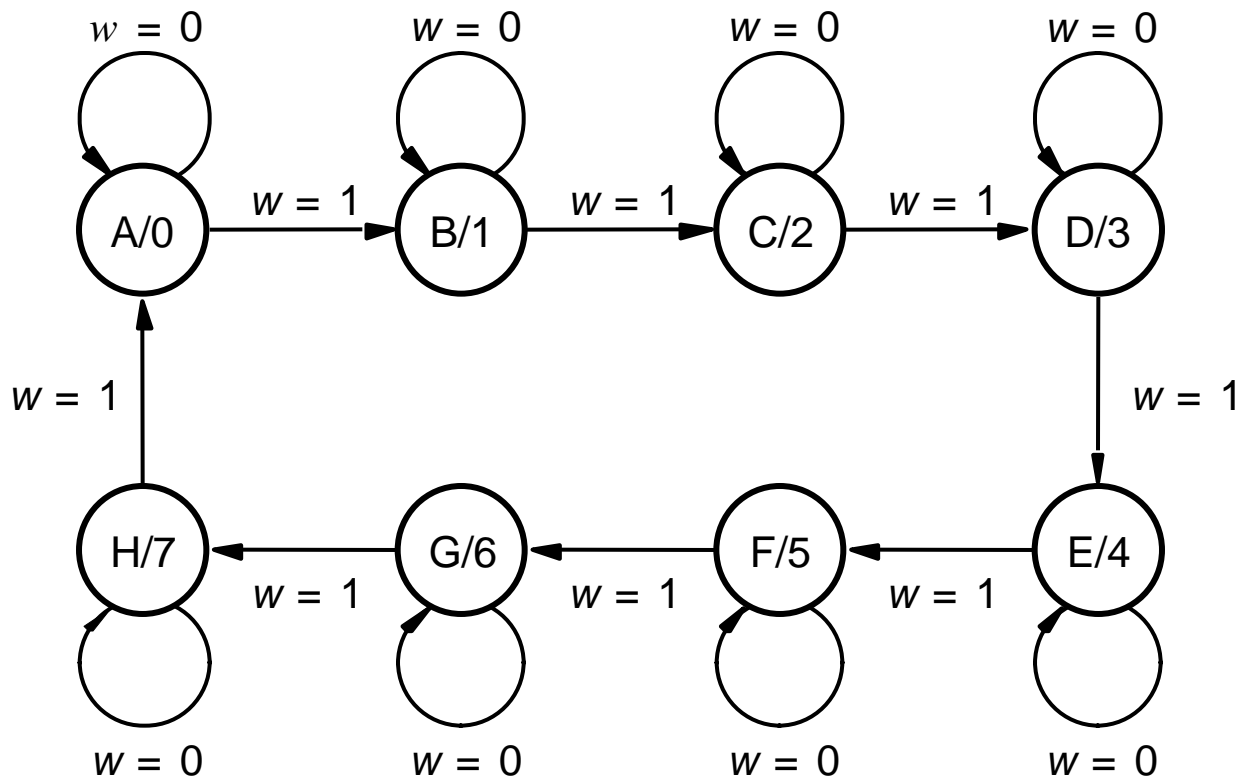 w = 0 w = 0 w = 0 w = 0
w = 1 w = 1 w = 1
A/0 B/1 C/2 D/3
w = 1 w = 1
H/7 G/6 F/5 E/4
w = 1 w = 1 w = 1
w = 0 w = 0 w = 0 w = 0